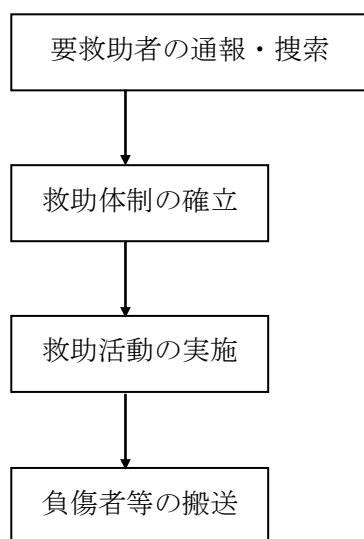 要救助者の通報・捜索
救助体制の確立
救助活動の実施
負傷者等の搬送